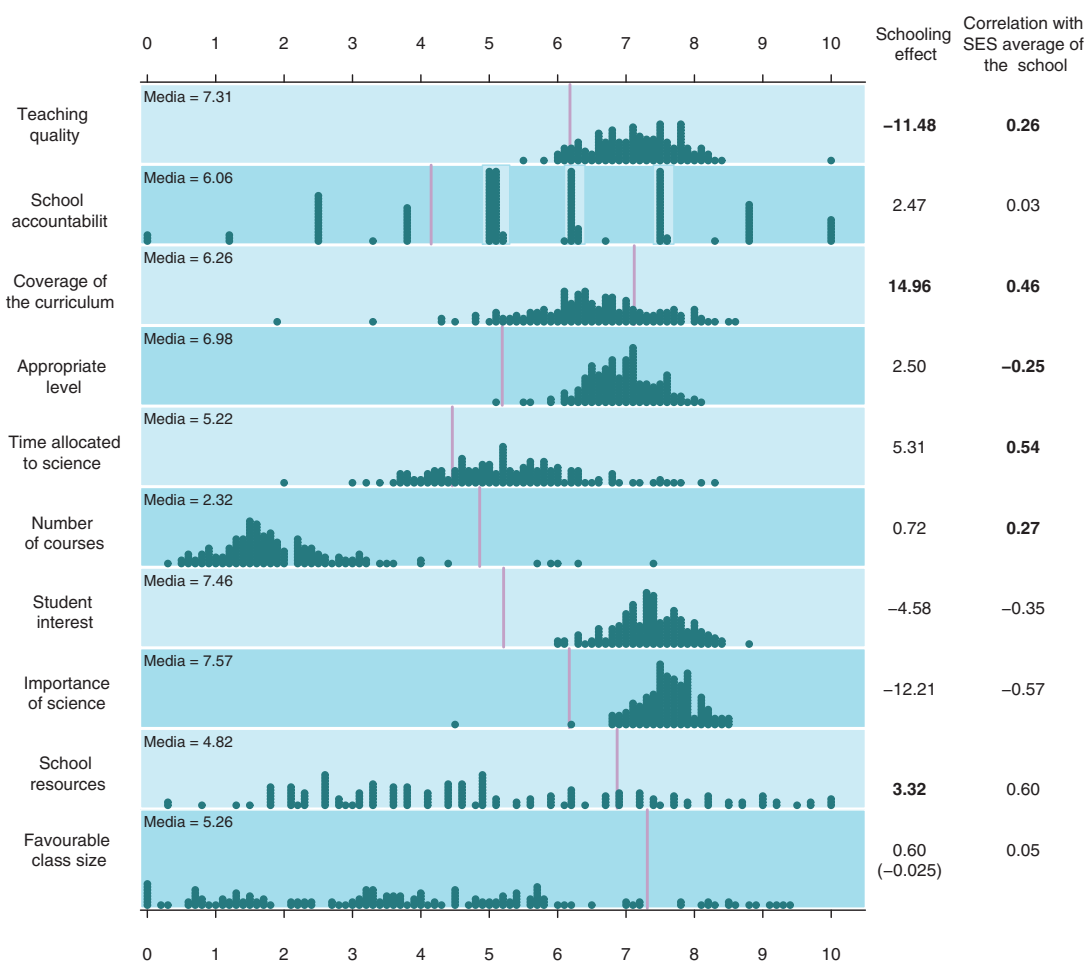 0 1 2 3 4 5 6 7 8 9 10
Schooling
effect
Correlation with
SES average of
the school
Teaching
quality
Media = 7.31
−11.48
0.26
School
accountabilit
Media = 6.06
2.47
0.03
Coverage of
the curriculum
Media = 6.26
14.96
0.46
Appropriate
level
Media = 6.98
2.50
−0.25
Time allocated
to science
Media = 5.22
5.31
0.54
Number
of courses
Media = 2.32
0.72
0.27
Student
interest
Media = 7.46
−4.58
−0.35
Importance
of science
Media = 7.57
−12.21
−0.57
School
resources
Media = 4.82
3.32
0.60
Favourable
class size
Media = 5.26
0.60
(−0.025)
0.05
0 1 2 3 4 5 6 7 8 9 10